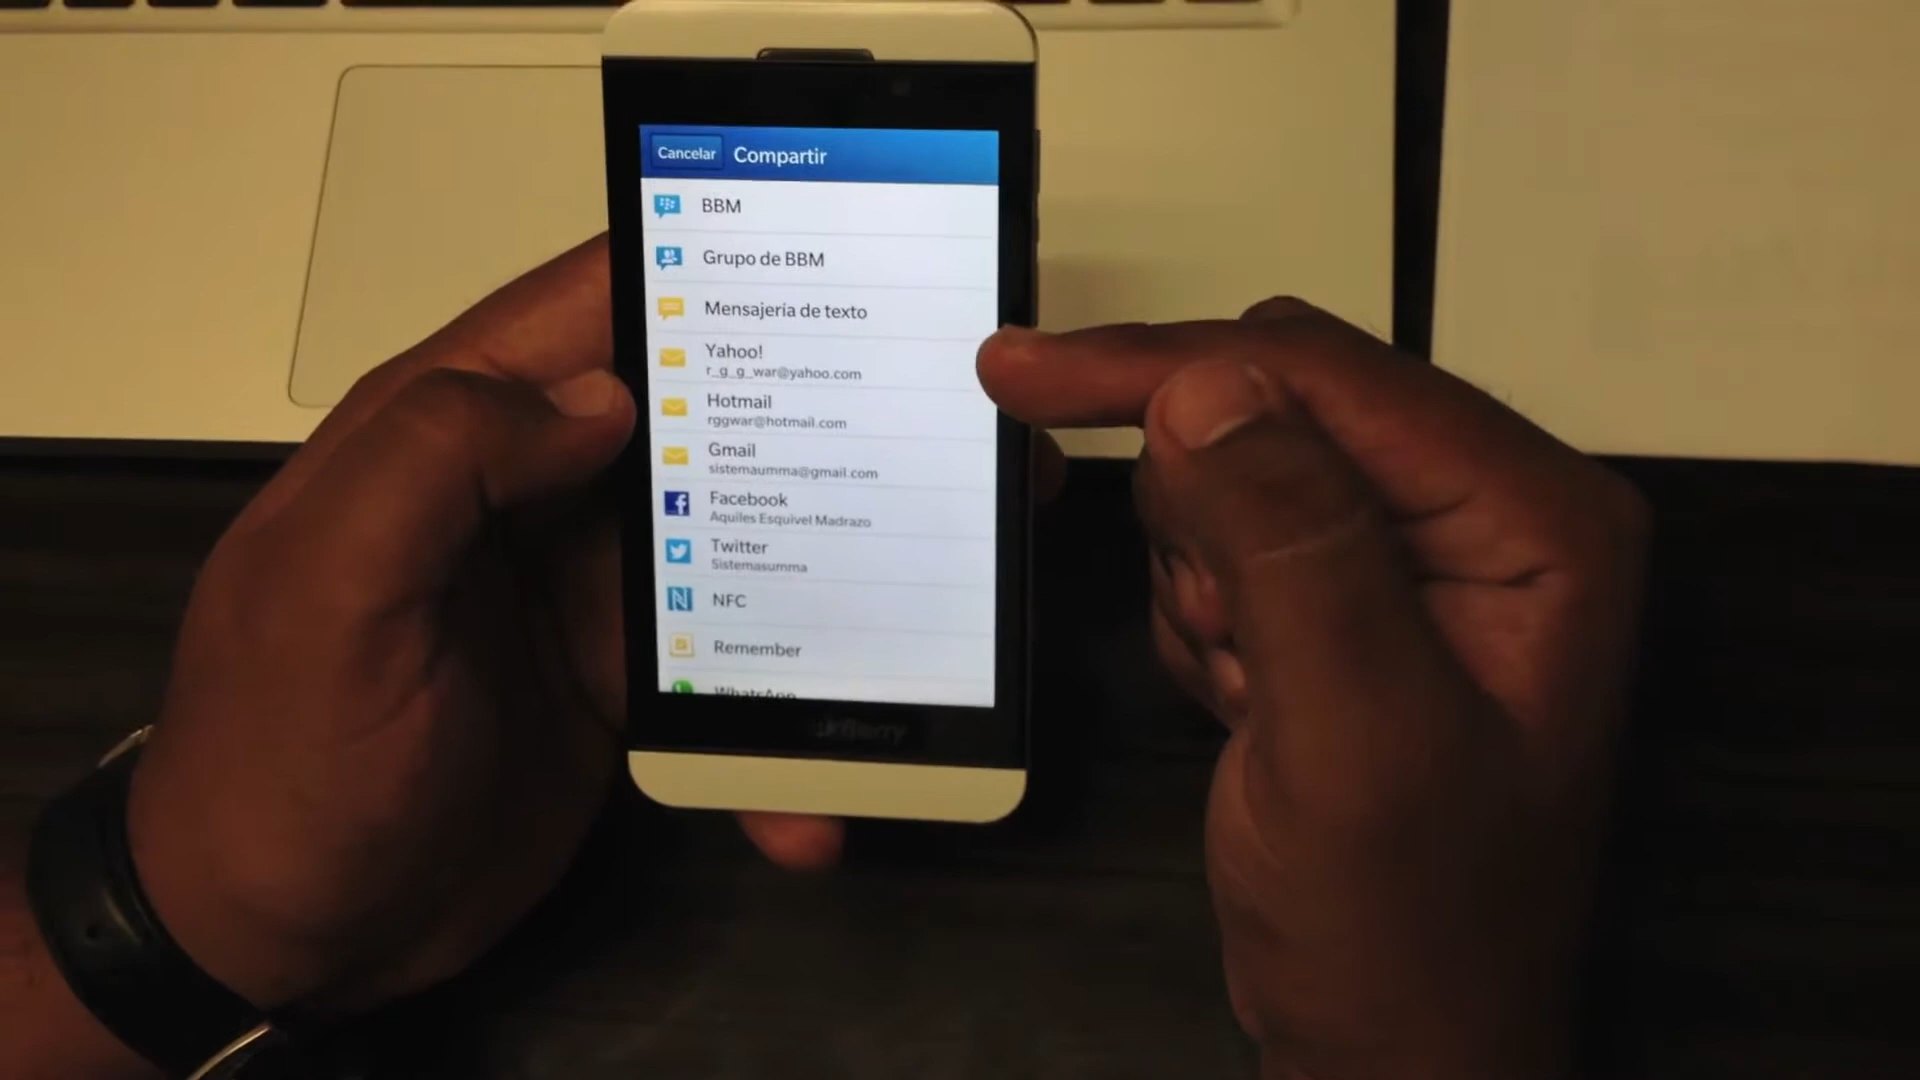 Cancelar Compartir
BBM
Grupo de BBM
Mensajería de texto
Yahoo!
r_g_g_war@yahoo.com
Hotmail
rggwar@hotmail.com
Gmail
sistemaumma@gmail.com
Facebook
Aquiles Esquivel Madrazo
Twitter
Sistemasumma
NFC
Remember
WhatsApp